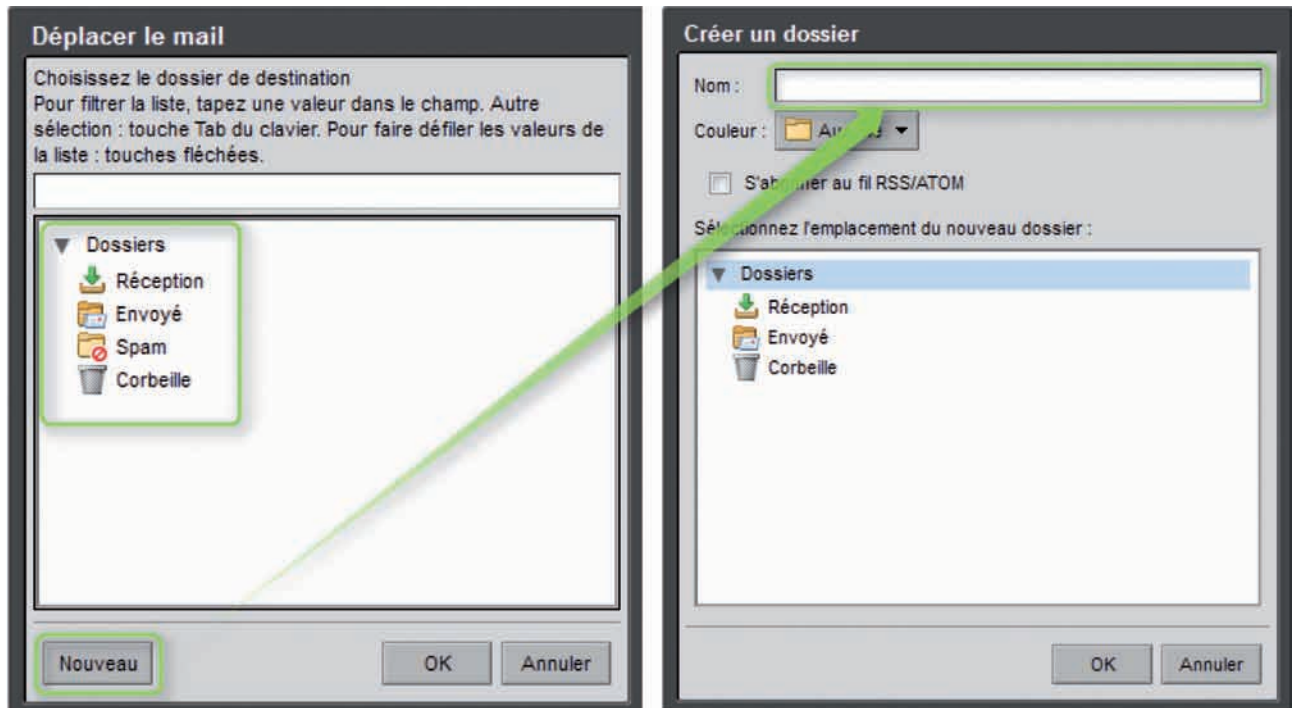 Déplacer le mail
Choisissez le dossier de destination
Pour filtrer la liste, tapez une valeur dans le champ. Autre
sélection : touche Tab du clavier. Pour faire défiler les valeurs de
la liste : touches fléchées.
Dossiers
Réception
Envoyé
Spam
Corbeille
Nouveau
OK
Annuler
Créer un dossier
Nom :
Couleur :
S'abonner au fil RSS/ATOM
Sélectionnez l'emplacement du nouveau dossier :
Dossiers
Réception
Envoyé
Corbeille
OK
Annuler